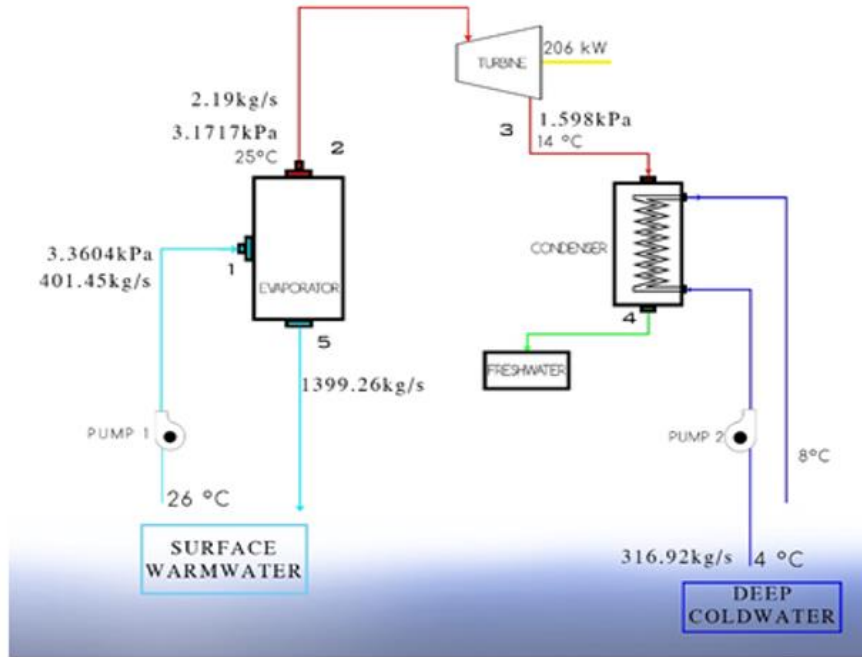 206 kW
TURBINE
2.19kg/s
3.1717kPa
25°C
2
3
1.598kPa
14 °C
3.3604kPa
401.45kg/s
1
EVAPORATOR
5
CONDENSER
4
FRESHWATER
1399.26kg/s
PUMP 1
PUMP 2
8°C
26 °C
SURFACE
WARMWATER
316.92kg/s
4 °C
DEEP
COLDWATER